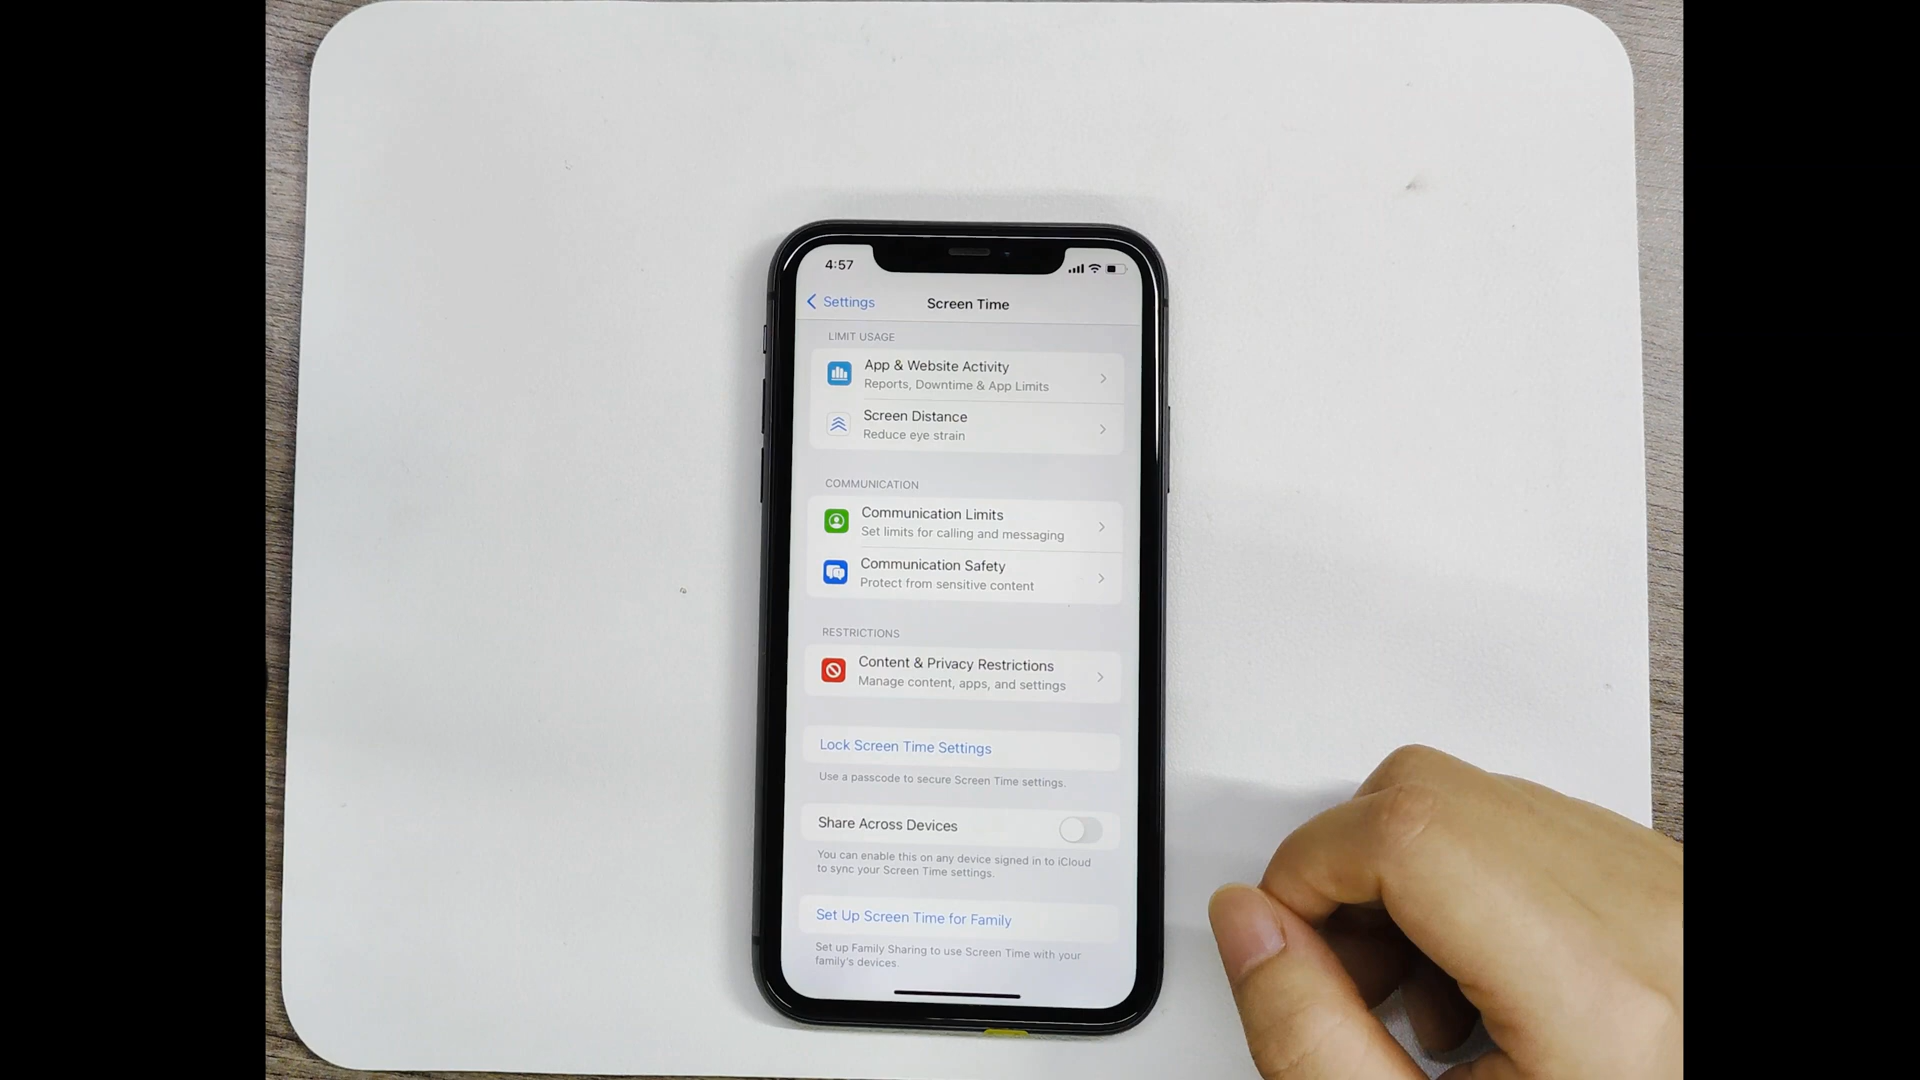 4:57
Settings
Screen Time
LIMIT USAGE
App & Website Activity
Reports, Downtime & App Limits
Screen Distance
Reduce eye strain
COMMUNICATION
Communication Limits
Set limits for calling and messaging
Communication Safety
Protect from sensitive content
RESTRICTIONS
Content & Privacy Restrictions
Manage content, apps, and settings
Lock Screen Time Settings
Use a passcode to secure Screen Time settings.
Share Across Devices
You can enable this on any device signed in to iCloud
to sync your Screen Time settings.
Set Up Screen Time for Family
Set up Family Sharing to use Screen Time with your
family's devices.